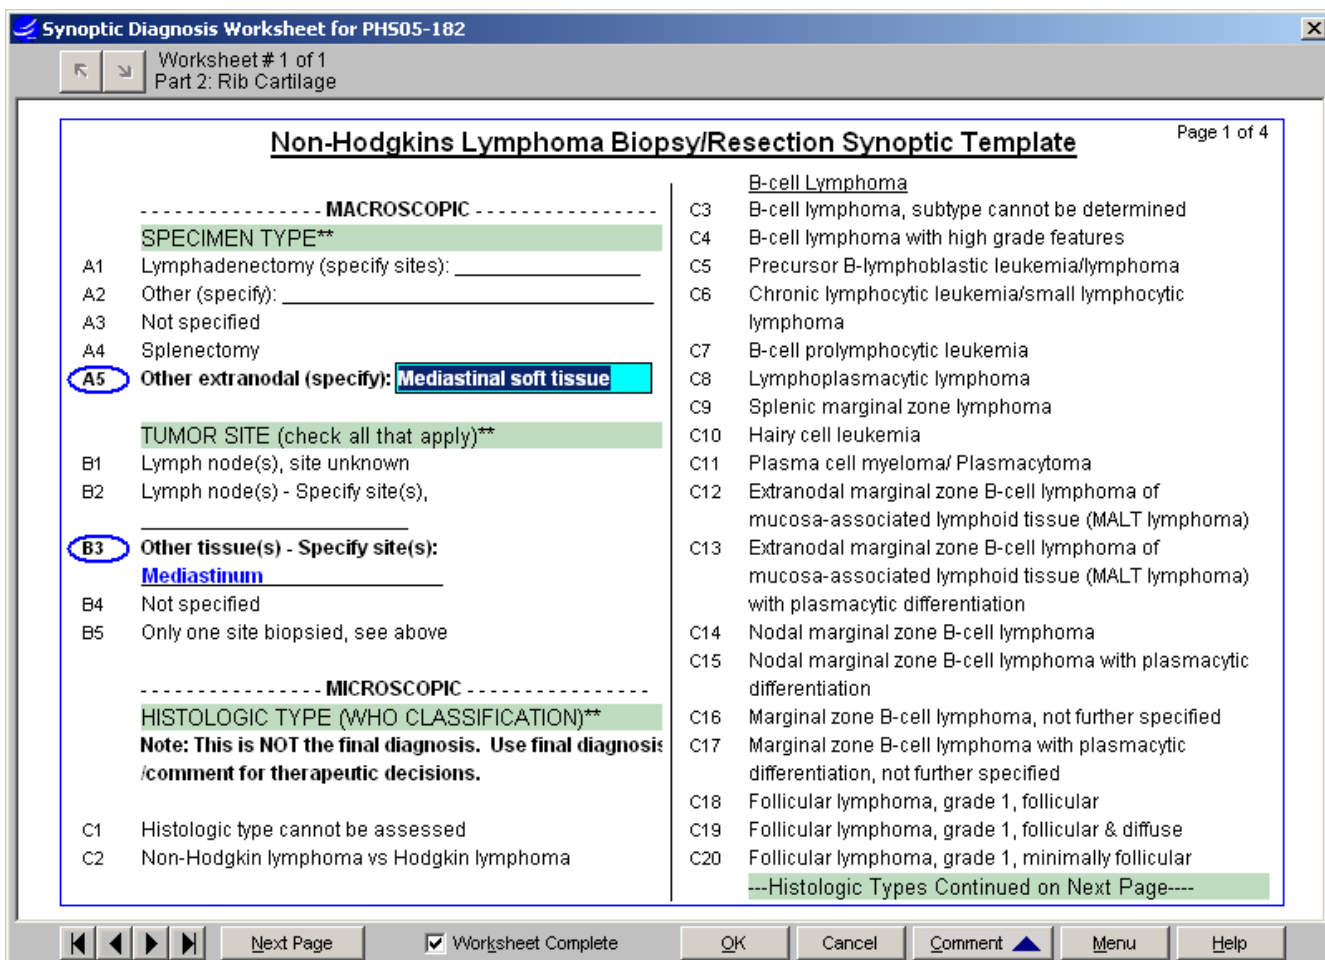 Synoptic Diagnosis Worksheet for PHS05-182
Worksheet # 1 of 1
Part 2: Rib Cartilage
Non-Hodgkins Lymphoma Biopsy/Resection Synoptic Template
Page 1 of 4
- - - - - - - - - - - - - - - - MACROSCOPIC - - - - - - - - - - - - - - - -
SPECIMEN TYPE**
A1 Lymphadenectomy (specify sites): ___________________
A2 Other (specify): ______________________________________
A3 Not specified
A4 Splenectomy
A5 Other extranodal (specify): Mediastinal soft tissue
TUMOR SITE (check all that apply)**
B1 Lymph node(s), site unknown
B2 Lymph node(s) - Specify site(s),
___________________________
B3 Other tissue(s) - Specify site(s):
Mediastinum__________________
B4 Not specified
B5 Only one site biopsied, see above
- - - - - - - - - - - - - - - - MICROSCOPIC - - - - - - - - - - - - - - - -
HISTOLOGIC TYPE (WHO CLASSIFICATION)**
Note: This is NOT the final diagnosis. Use final diagnosis
/comment for therapeutic decisions.
C1 Histologic type cannot be assessed
C2 Non-Hodgkin lymphoma vs Hodgkin lymphoma
B-cell Lymphoma
C3 B-cell lymphoma, subtype cannot be determined
C4 B-cell lymphoma with high grade features
C5 Precursor B-lymphoblastic leukemia/lymphoma
C6 Chronic lymphocytic leukemia/small lymphocytic
lymphoma
C7 B-cell prolymphocytic leukemia
C8 Lymphoplasmacytic lymphoma
C9 Splenic marginal zone lymphoma
C10 Hairy cell leukemia
C11 Plasma cell myeloma/ Plasmacytoma
C12 Extranodal marginal zone B-cell lymphoma of
mucosa-associated lymphoid tissue (MALT lymphoma)
C13 Extranodal marginal zone B-cell lymphoma of
mucosa-associated lymphoid tissue (MALT lymphoma)
with plasmacytic differentiation
C14 Nodal marginal zone B-cell lymphoma
C15 Nodal marginal zone B-cell lymphoma with plasmacytic
differentiation
C16 Marginal zone B-cell lymphoma, not further specified
C17 Marginal zone B-cell lymphoma with plasmacytic
differentiation, not further specified
C18 Follicular lymphoma, grade 1, follicular
C19 Follicular lymphoma, grade 1, follicular & diffuse
C20 Follicular lymphoma, grade 1, minimally follicular
---Histologic Types Continued on Next Page----
Next Page Worksheet Complete OK Cancel Comment Menu Help